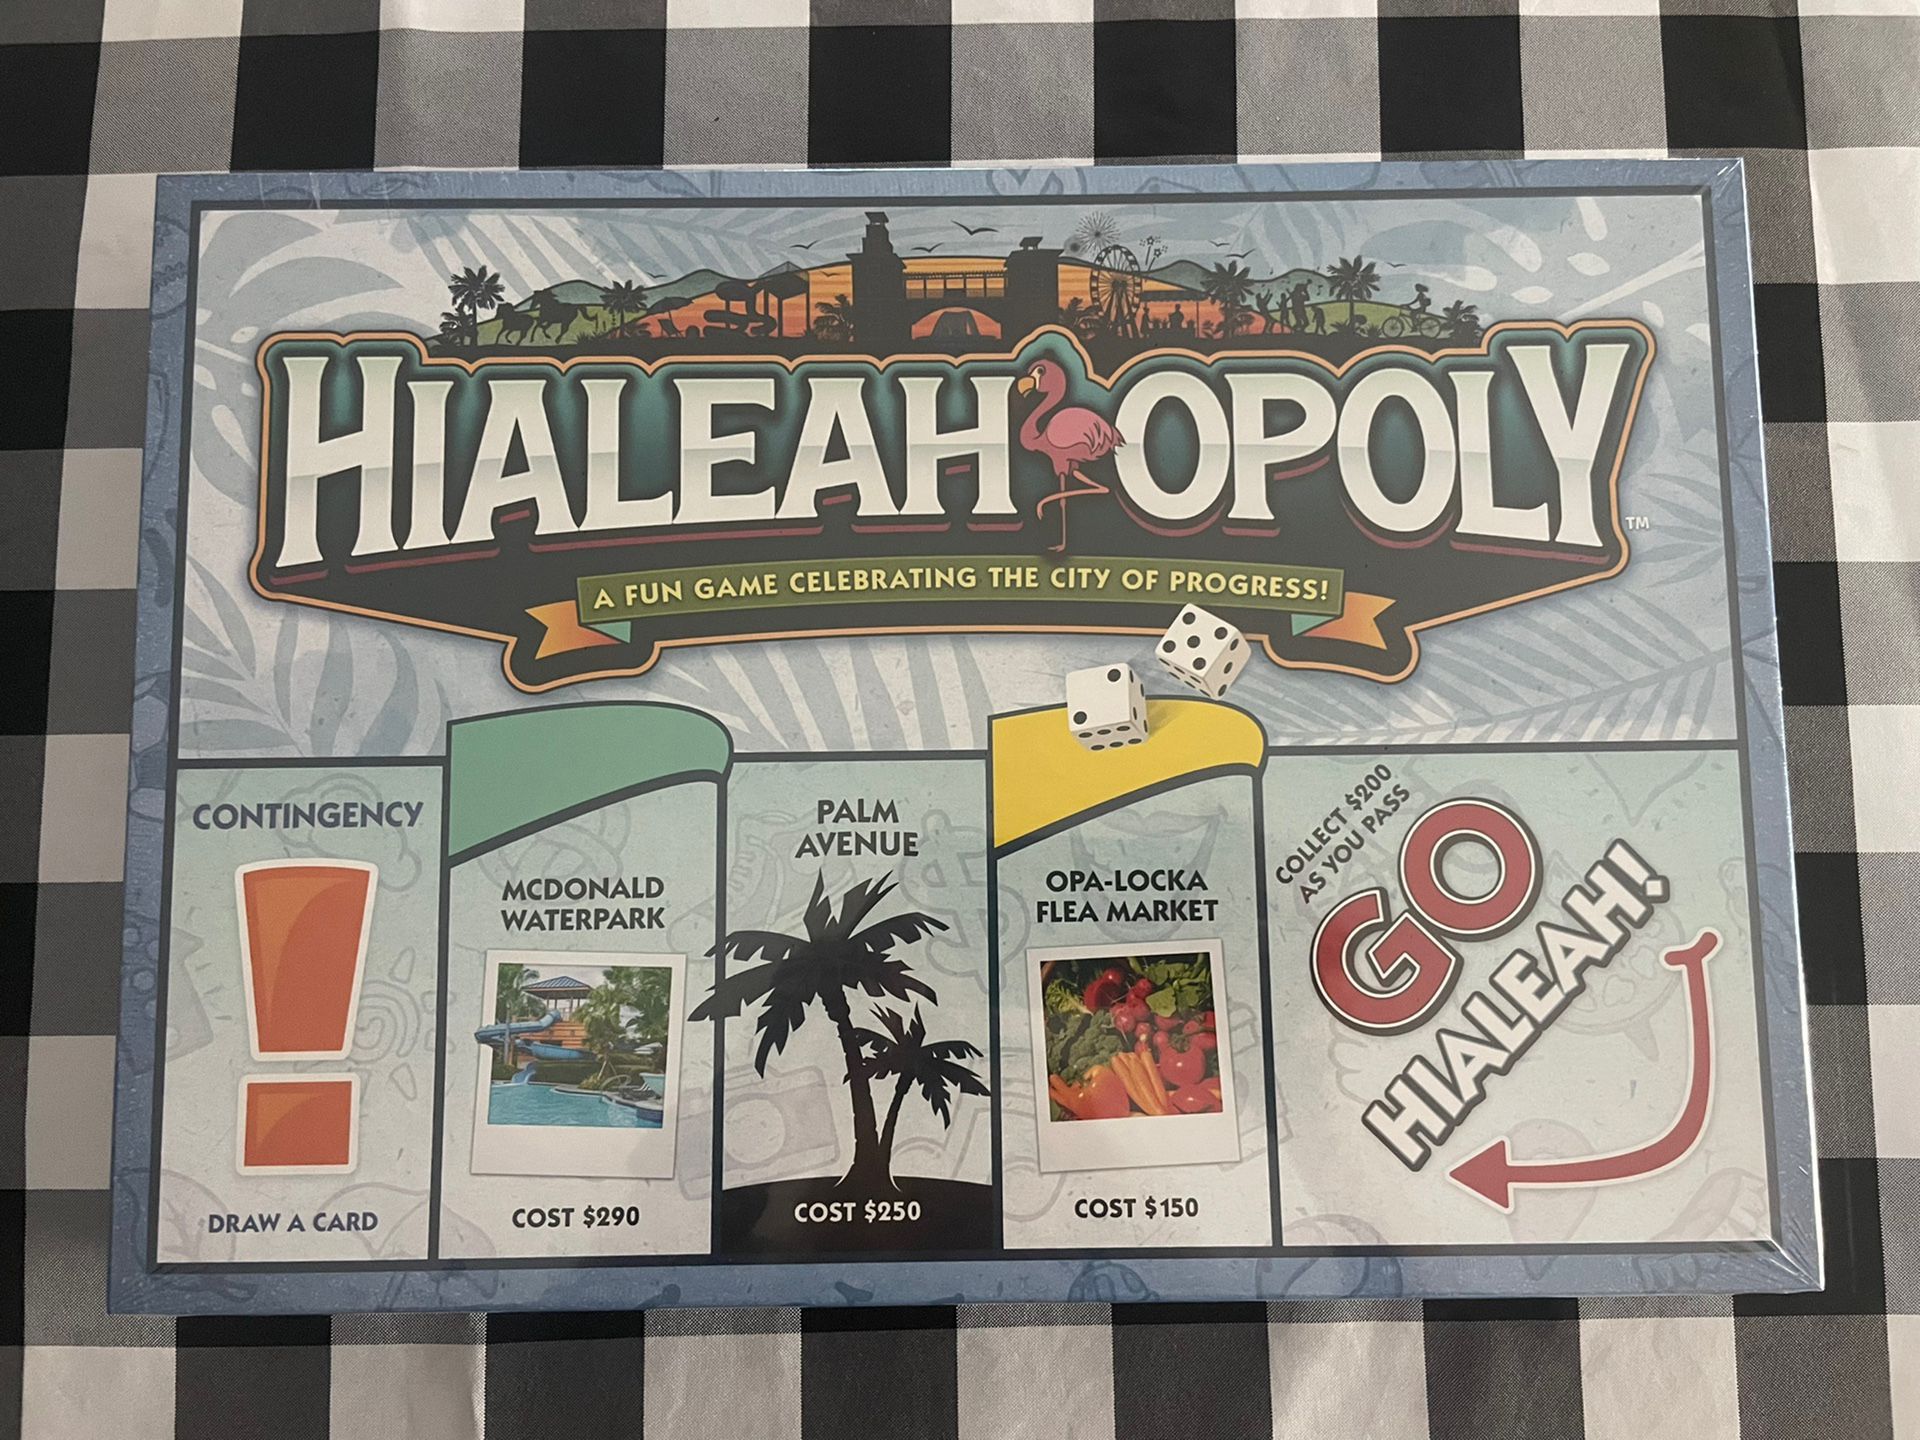 HIALEAH OPOLY
TM
A FUN GAME CELEBRATING THE CITY OF PROGRESS!
CONTINGENCY
DRAW A CARD
MCDONALD
WATERPARK
COST $290
PALM
AVENUE
COST $250
OPA-LOCKA
FLEA MARKET
COST $150
COLLECT $200
AS YOU PASS
GO
HIALEAH!